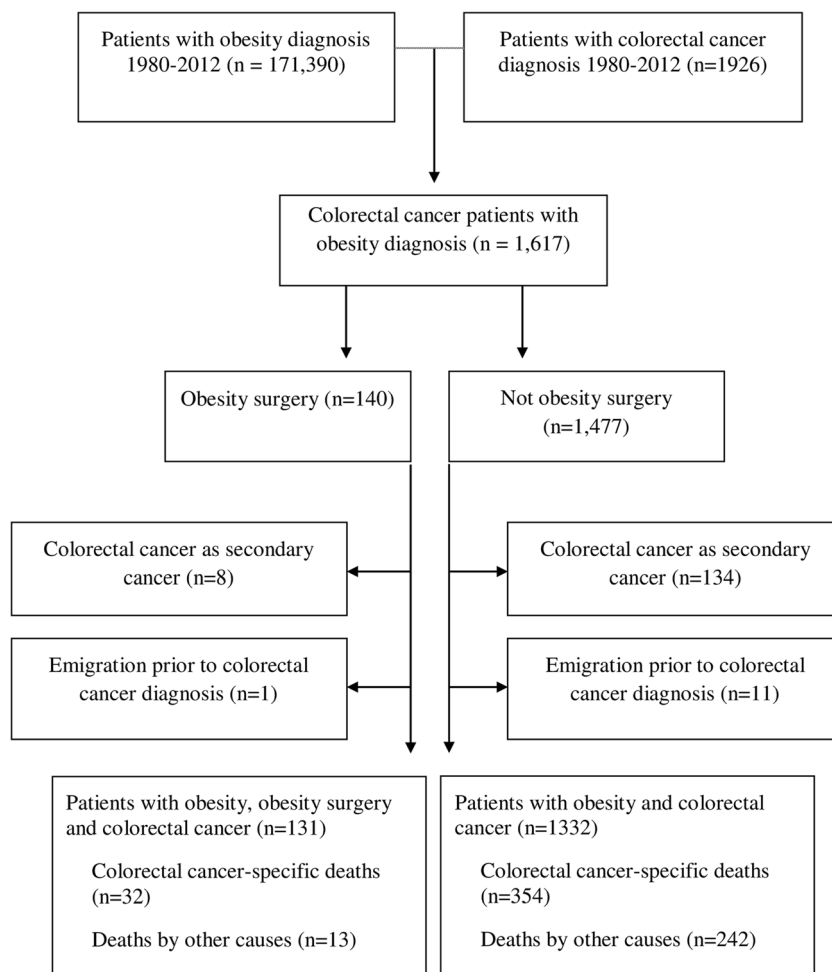 Patients with obesity diagnosis
1980-2012 (n = 171,390)
Patients with colorectal cancer
diagnosis 1980-2012 (n=1926)
Colorectal cancer patients with
obesity diagnosis (n = 1,617)
Obesity surgery (n=140)
Not obesity surgery
(n=1,477)
Colorectal cancer as secondary
cancer (n=8)
Colorectal cancer as secondary
cancer (n=134)
Emigration prior to colorectal
cancer diagnosis (n=1)
Emigration prior to colorectal
cancer diagnosis (n=11)
Patients with obesity, obesity surgery
and colorectal cancer (n=131)
Colorectal cancer-specific deaths
(n=32)
Deaths by other causes (n=13)
Patients with obesity and colorectal
cancer (n=1332)
Colorectal cancer-specific deaths
(n=354)
Deaths by other causes (n=242)